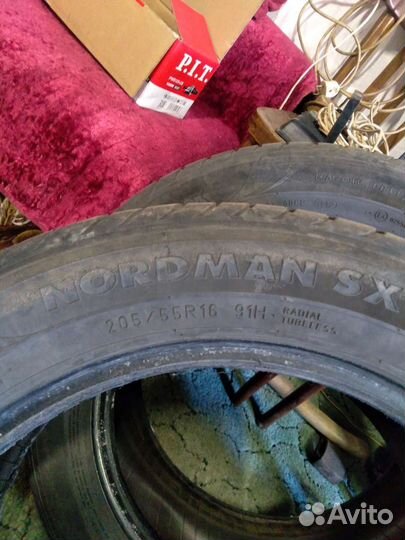 P.I.T.
NORDMAN SX
205/55R16 91H RADIAL
TUBELESS
Avito